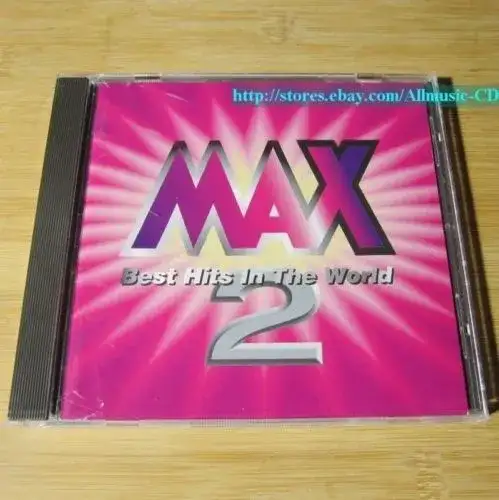 http://stores.ebay.com/Allmusic-CD
MAX
Best Hits In The World
2